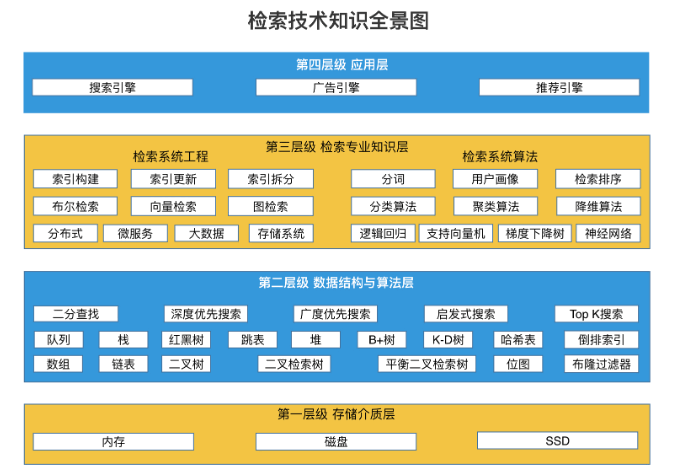 检索技术知识全景图
第四层级 应用层
搜索引擎 广告引擎 推荐引擎
第三层级 检索专业知识层
检索系统工程 检索系统算法
索引构建 索引更新 索引拆分 分词 用户画像 检索排序
布尔检索 向量检索 图检索 分类算法 聚类算法 降维算法
分布式 微服务 大数据 存储系统 逻辑回归 支持向量机 梯度下降树 神经网络
第二层级 数据结构与算法层
二分查找 深度优先搜索 广度优先搜索 启发式搜索 Top K搜索
队列 栈 红黑树 跳表 堆 B+树 K-D树 哈希表 倒排索引
数组 链表 二叉树 二叉检索树 平衡二叉检索树 位图 布隆过滤器
第一层级 存储介质层
内存 磁盘 SSD